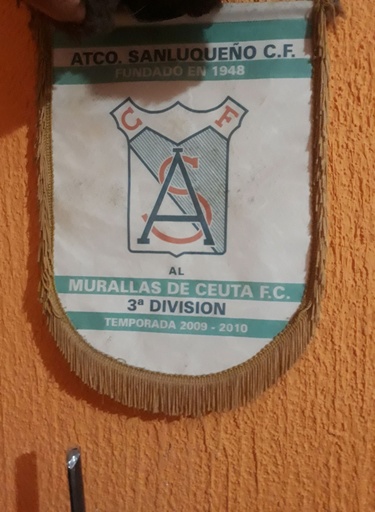 ATCO. SANLUQUEÑO C.F.
FUNDADO EN 1948
C F
A S
AL
MURALLAS DE CEUTA F.C.
3ª DIVISION
TEMPORADA 2009 - 2010